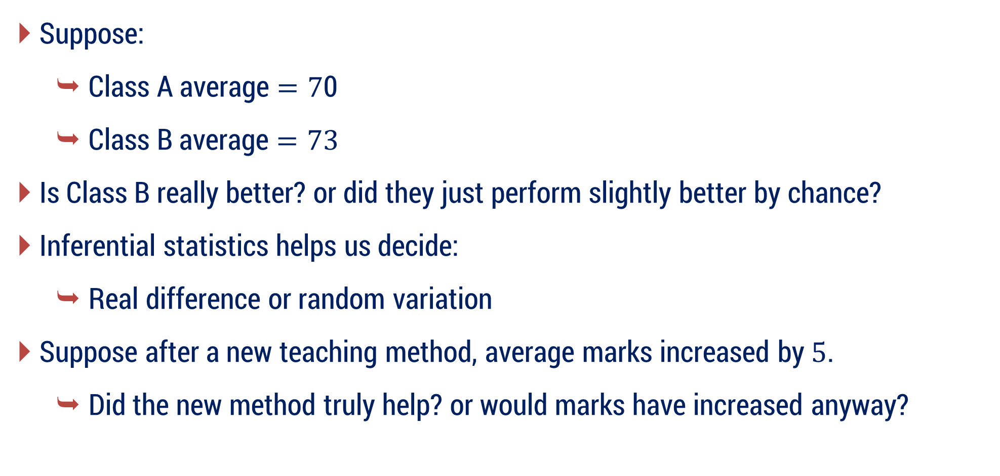 Suppose:
Class A average = 70
Class B average = 73
Is Class B really better? or did they just perform slightly better by chance?
Inferential statistics helps us decide:
Real difference or random variation
Suppose after a new teaching method, average marks increased by 5.
Did the new method truly help? or would marks have increased anyway?